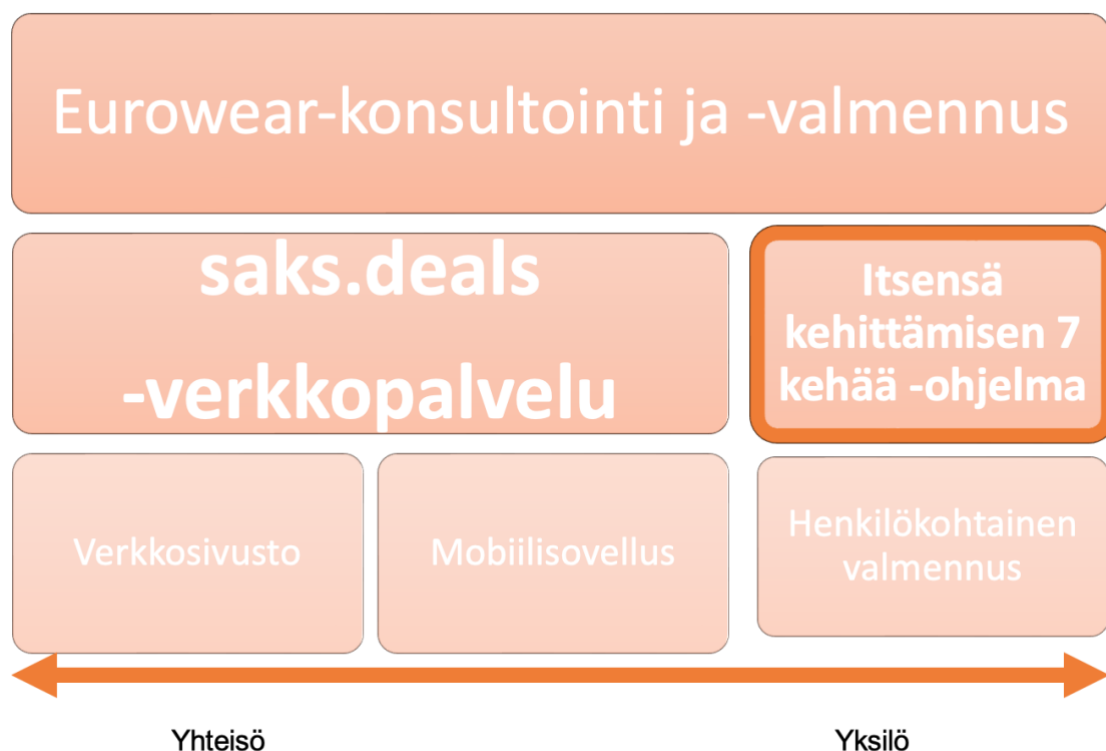 Eurowear-konsultointi ja -valmennus
saks.deals
-verkkopalvelu
Itsensä
kehittämisen 7
kehää -ohjelma
Verkkosivusto
Mobiilisovellus
Henkilökohtainen
valmennus
Yhteisö
Yksilö